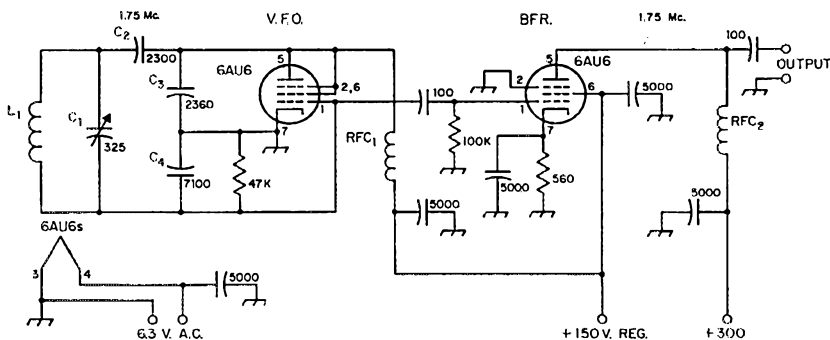 1.75 Mc. V.F.O. BFR. 1.75 Mc.
C2 2300
5 6AU6 2,6 1 7
C3 2360
L1
C1 325
C4 7100
47K
100
RFC1
5000
100K
5 6AU6 2 6 1 7
5000
560
5000
100
OUTPUT
RFC2
5000
6AU6s
3 4
5000
6.3 V. A.C.
+150V. REG.
+300